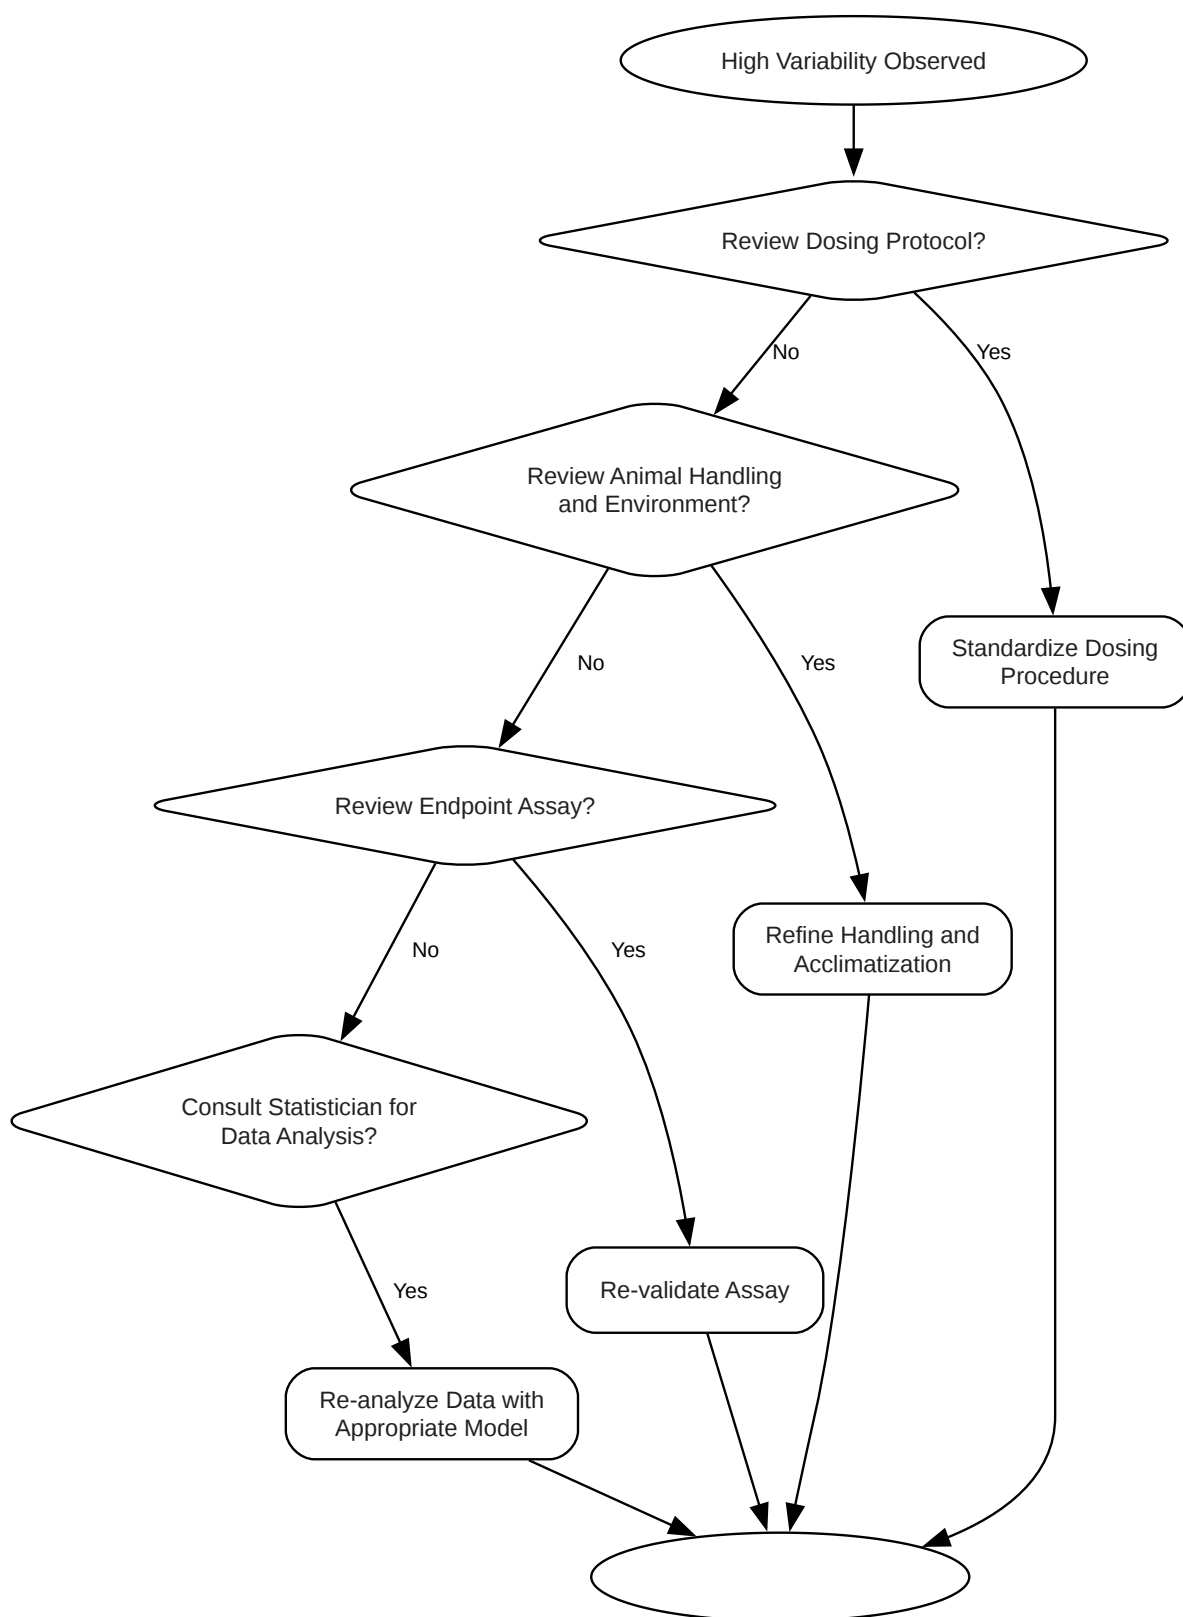 High Variability Observed
Review Dosing Protocol?
No
Yes
Review Animal Handling
and Environment?
No
Yes
Standardize Dosing
Procedure
Review Endpoint Assay?
No
Yes
Refine Handling and
Acclimatization
Consult Statistician for
Data Analysis?
Yes
Re-validate Assay
Re-analyze Data with
Appropriate Model